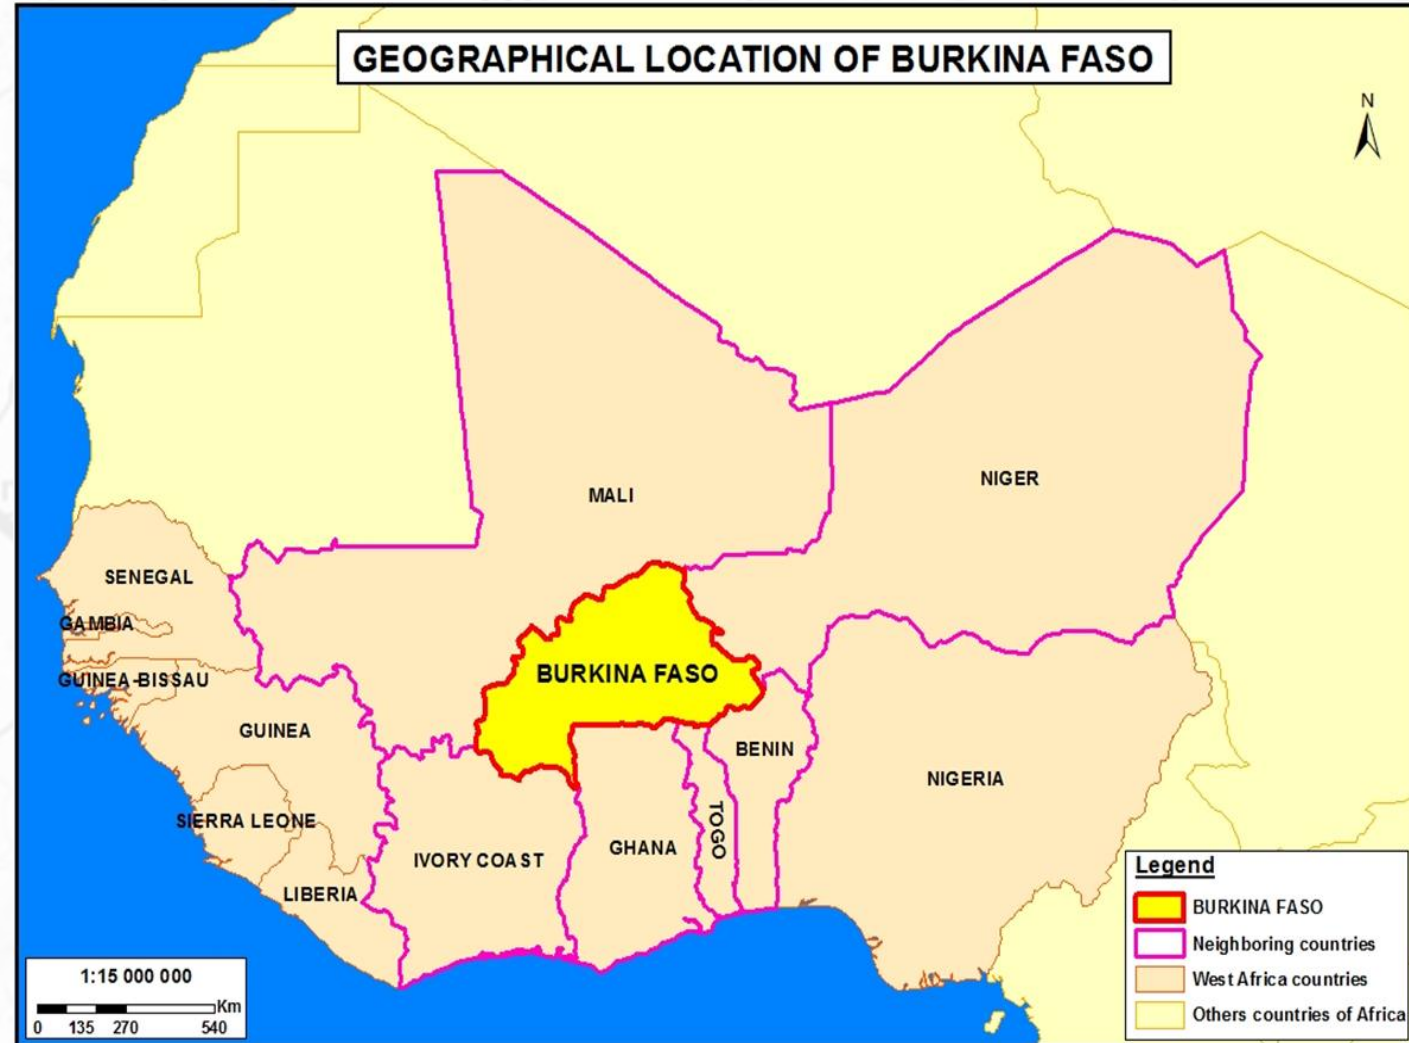 GEOGRAPHICAL LOCATION OF BURKINA FASO
N
MALI
NIGER
SENEGAL
GAMBIA
BURKINA FASO
GUINEA-BISSAU
GUINEA
BENIN
NIGERIA
SIERRA LEONE
TOGO
GHANA
IVORY COAST
LIBERIA
Legend
BURKINA FASO
Neighboring countries
West Africa countries
Others countries of Africa
1:15 000 000
Km
0 135 270 540